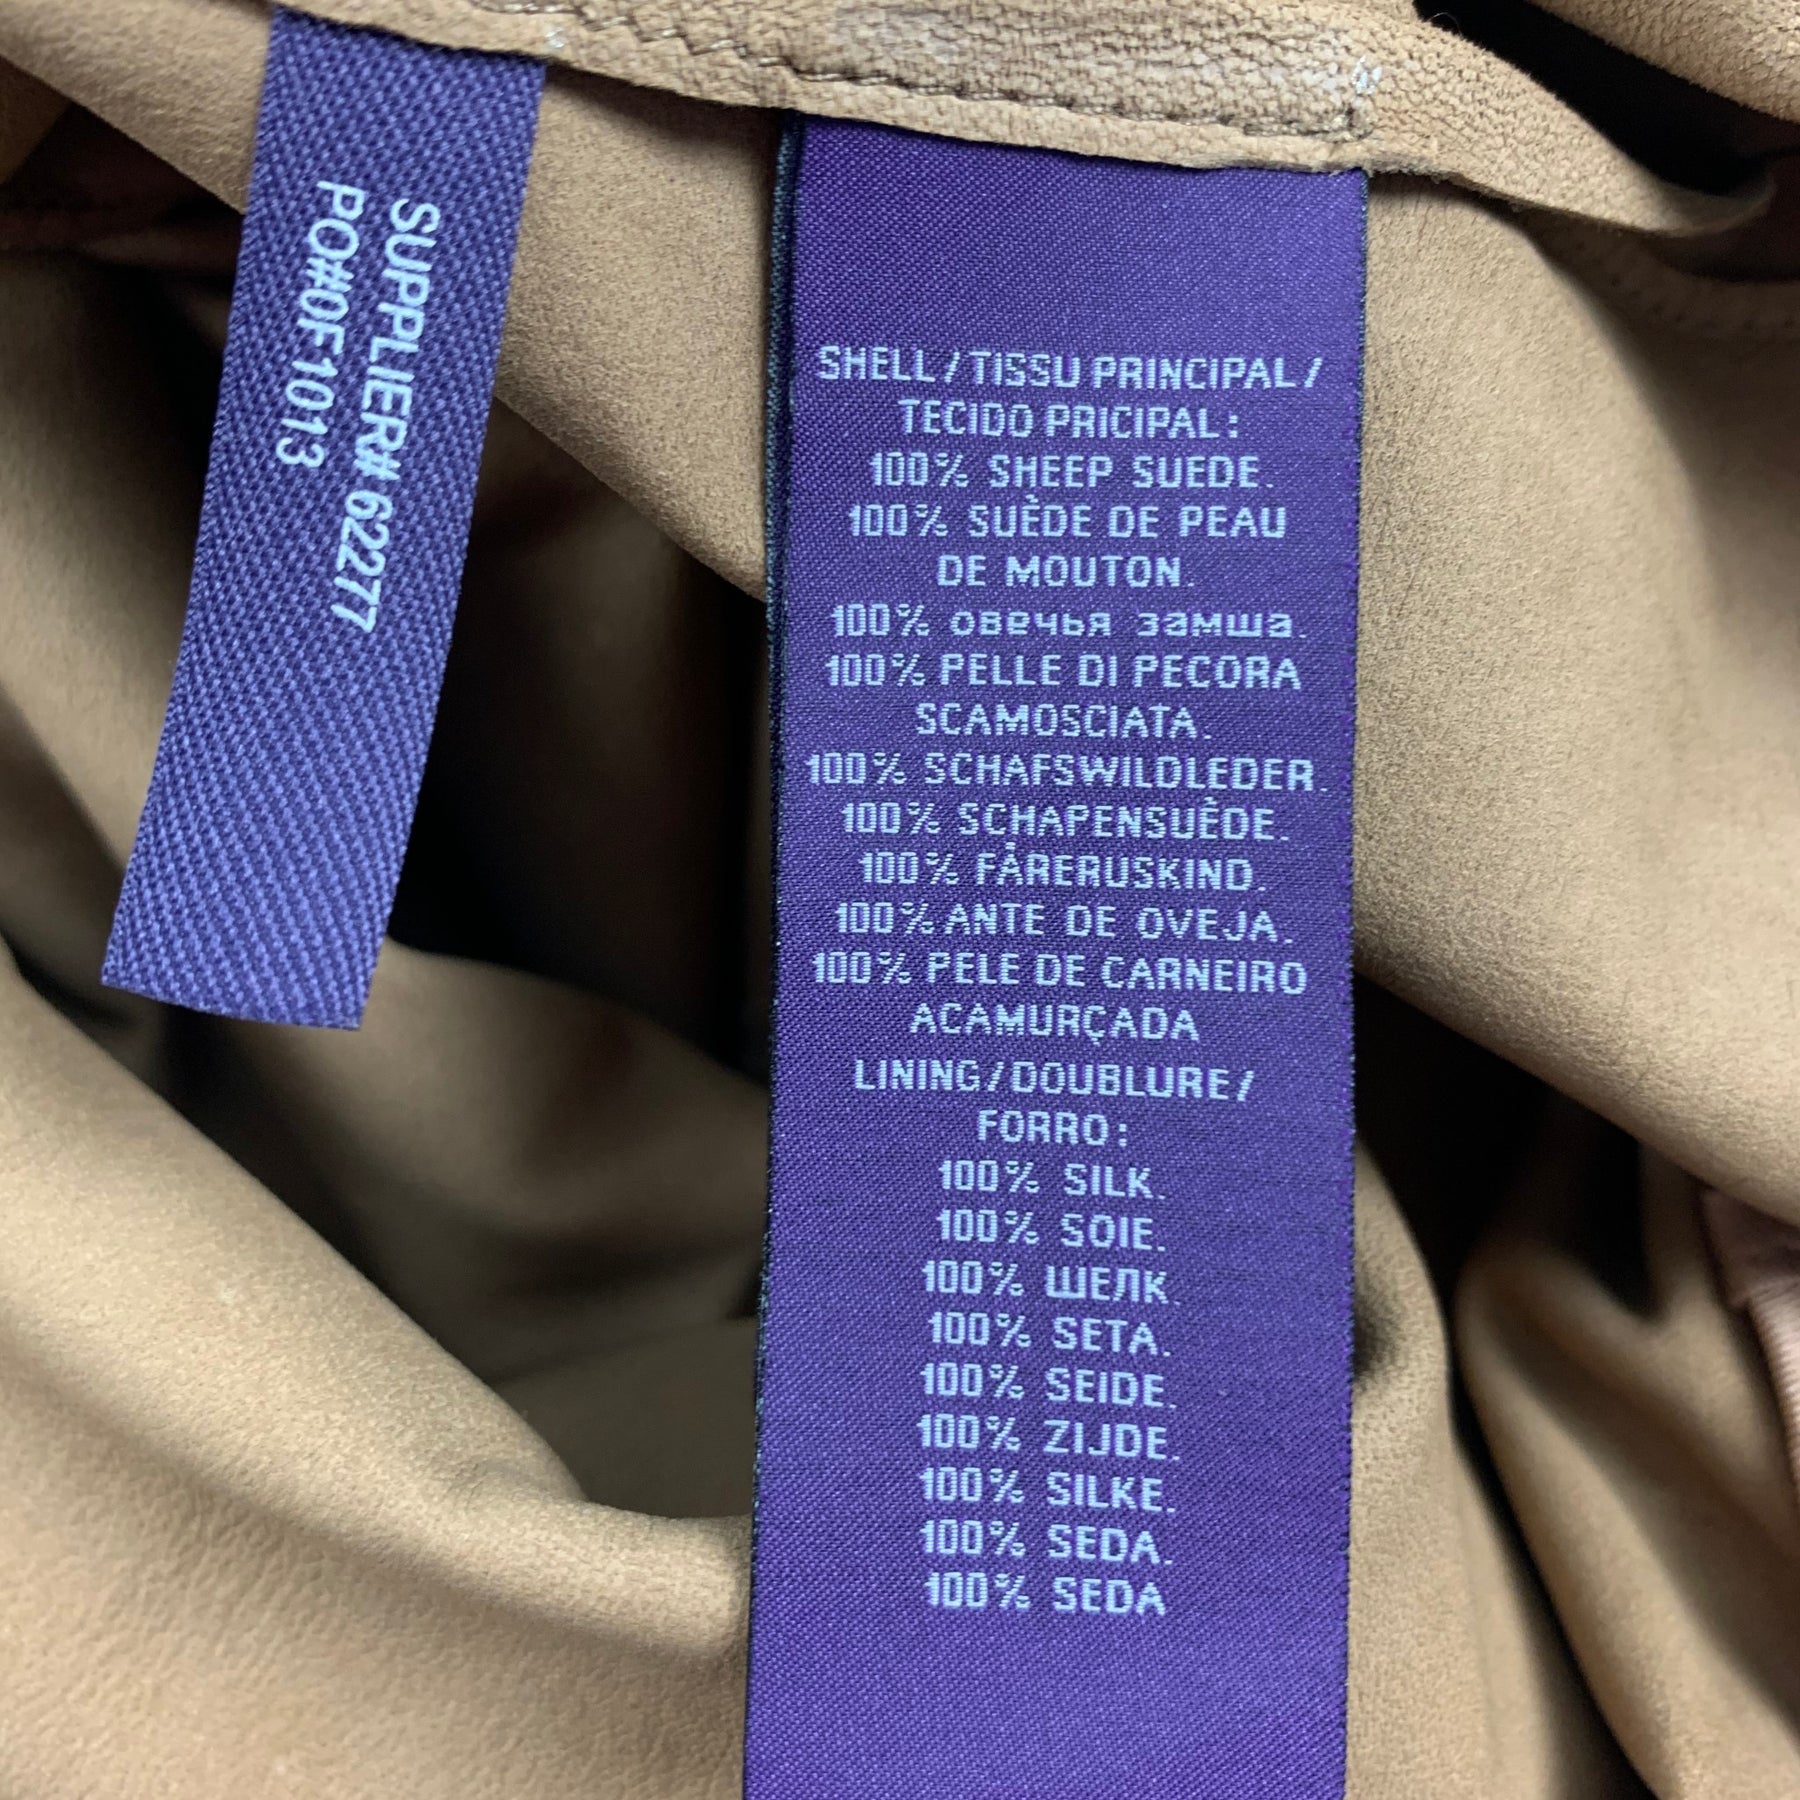 SUPPLIER# 62277
PO#0F1013
SHELL/TISSU PRINCIPAL/
TECIDO PRICIPAL:
100% SHEEP SUEDE.
100% SUÈDE DE PEAU
DE MOUTON.
100% овечья замша.
100% PELLE DI PECORA
SCAMOSCIATA.
100% SCHAFSWILDLEDER.
100% SCHAPENSUÈDE.
100% FÅRERUSKIND.
100% ANTE DE OVEJA.
100% PELE DE CARNEIRO
ACAMURÇADA
LINING/DOUBLURE/
FORRO:
100% SILK.
100% SOIE.
100% ШЕЛК.
100% SETA.
100% SEIDE.
100% ZIJDE.
100% SILKE.
100% SEDA.
100% SEDA